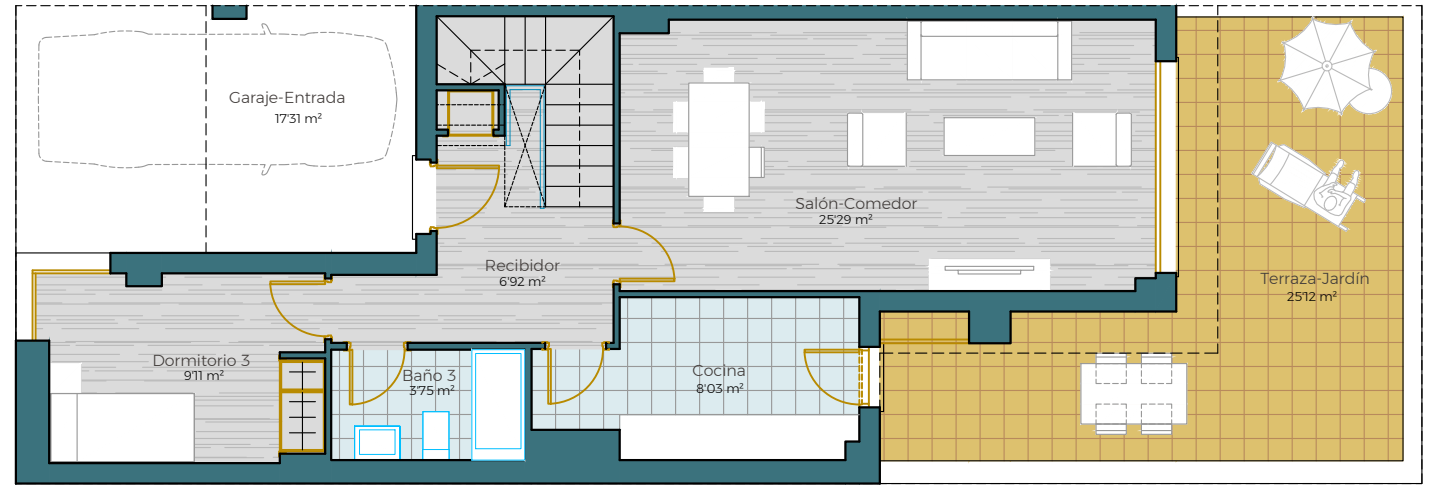 Garaje-Entrada
17'31 m²
Salón-Comedor
25'29 m²
Recibidor
6'92 m²
Terraza-Jardín
25'12 m²
Dormitorio 3
9'11 m²
Baño 3
3'75 m²
Cocina
8'03 m²